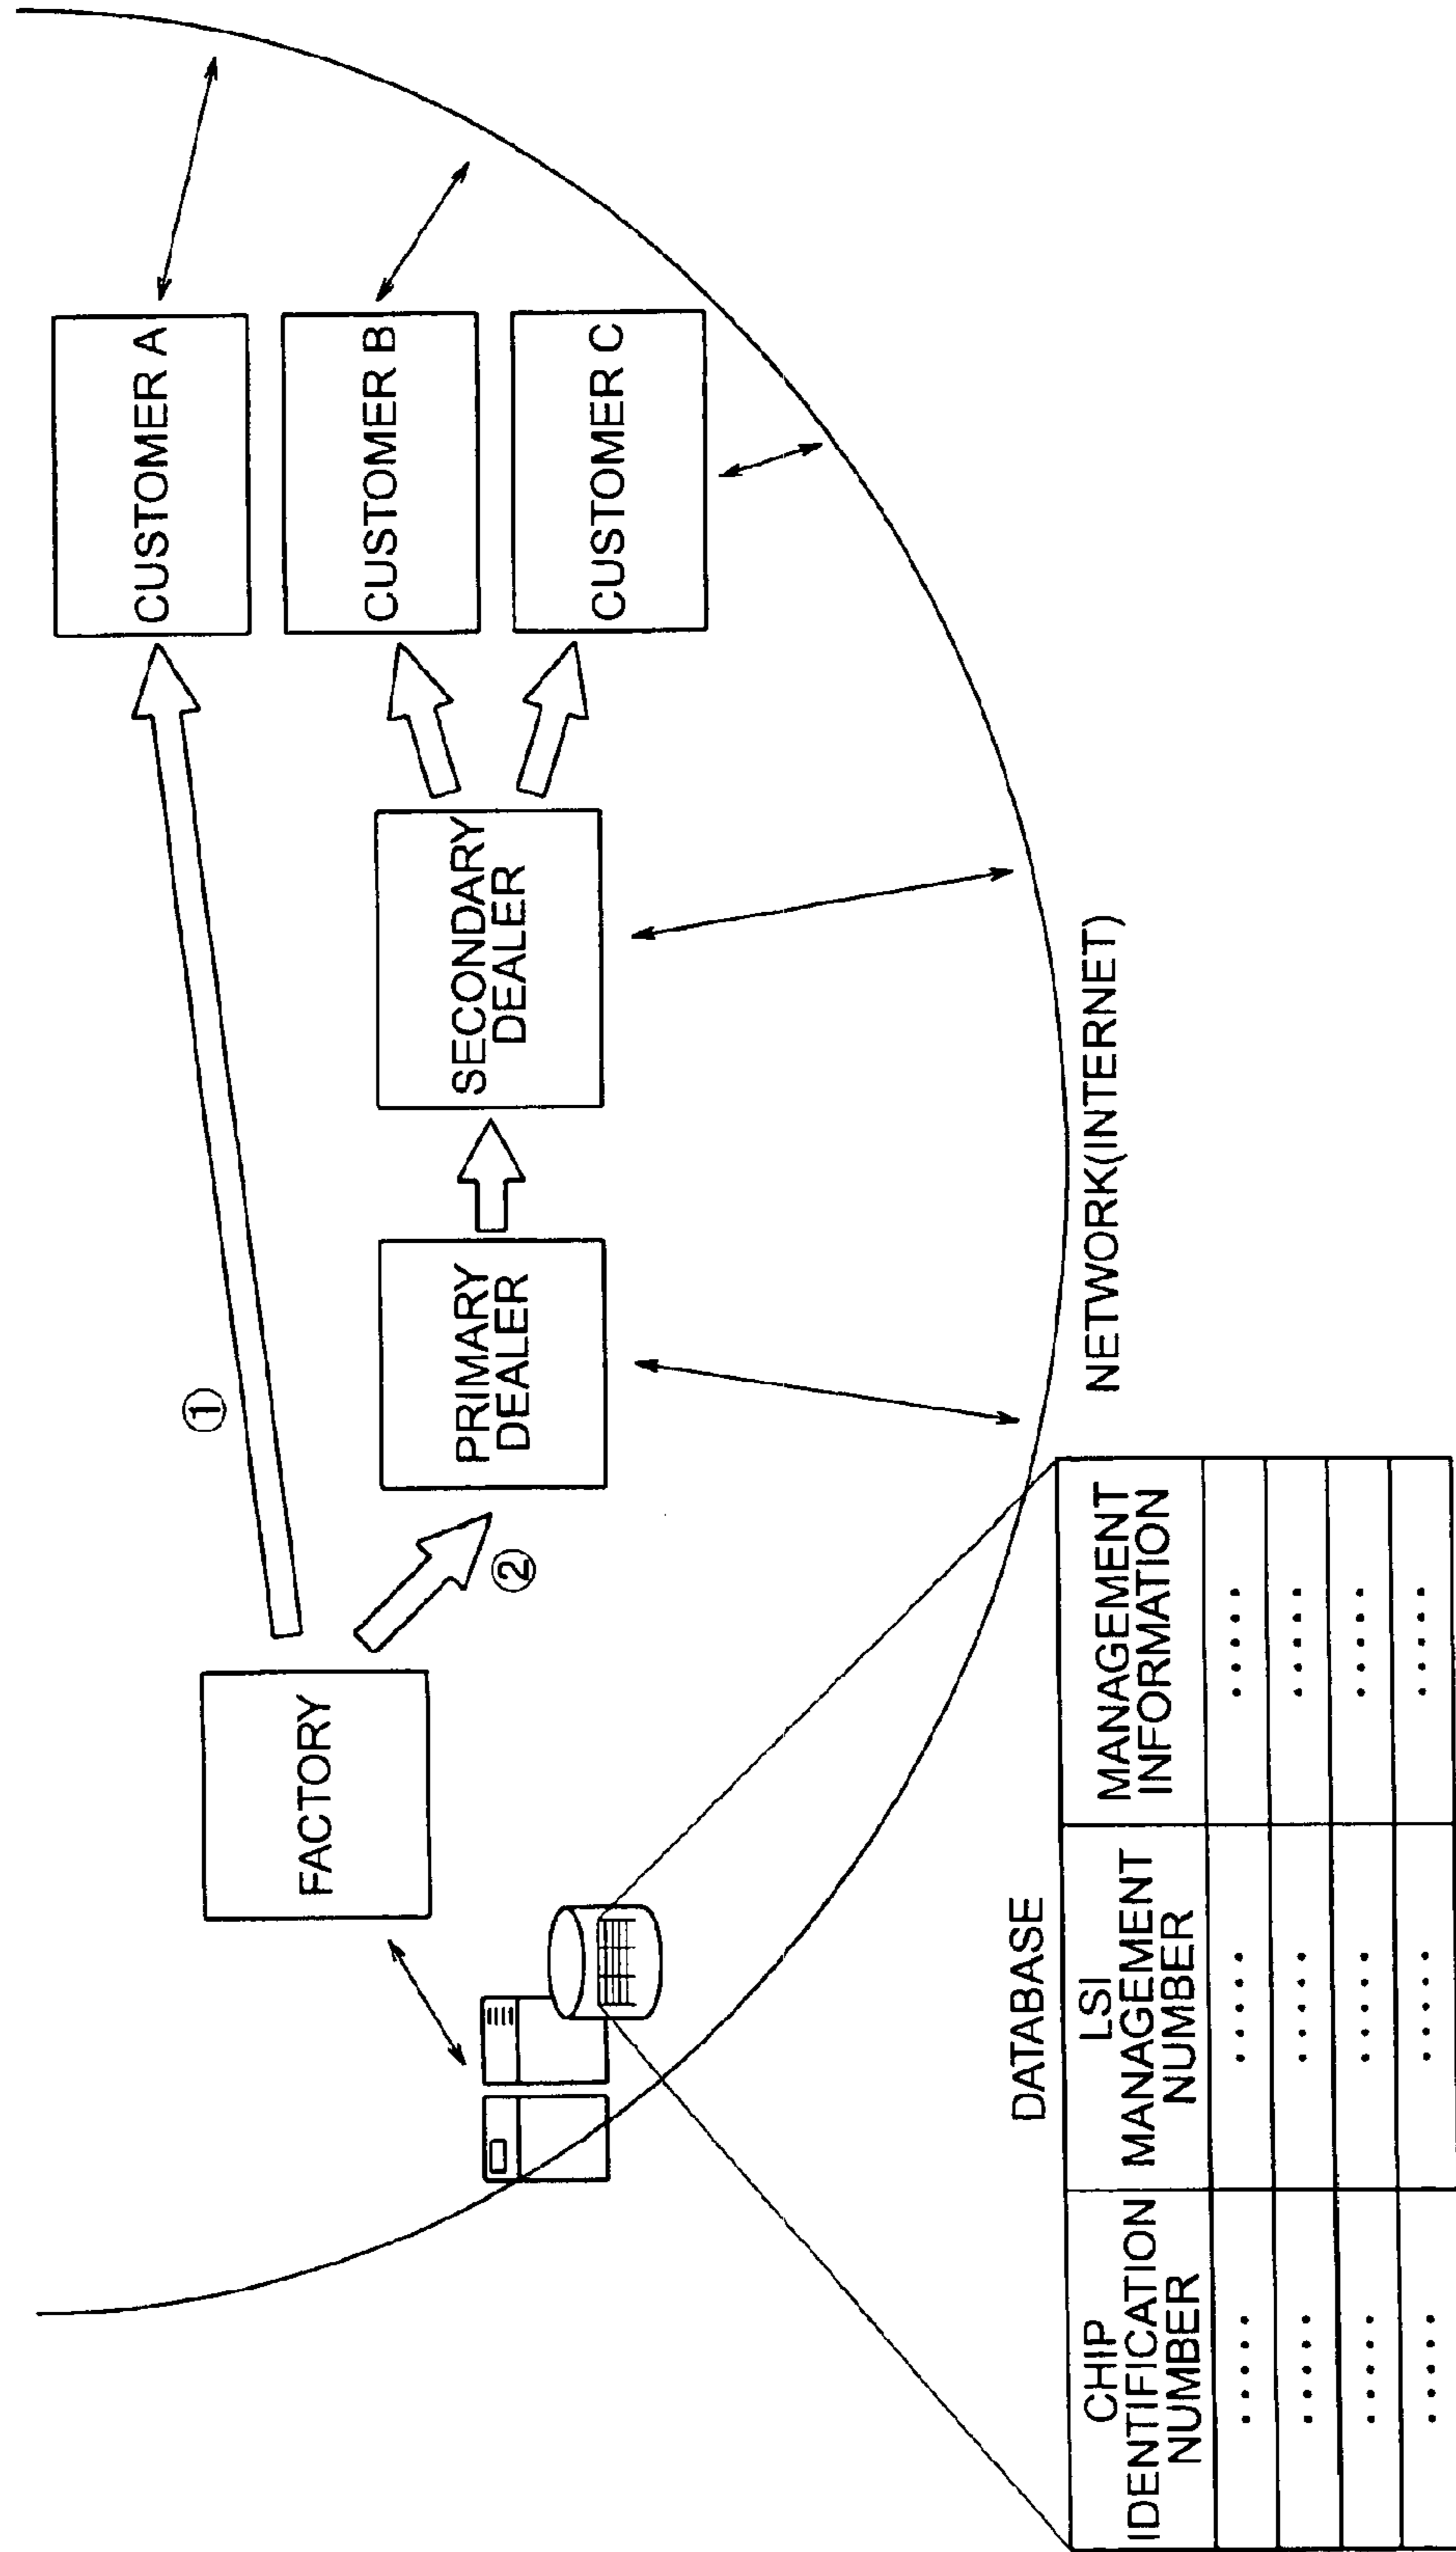 ①
②
FACTORY
PRIMARY
DEALER
SECONDARY
DEALER
CUSTOMER A
CUSTOMER B
CUSTOMER C
NETWORK(INTERNET)
DATABASE
CHIP
IDENTIFICATION
NUMBER
LSI
MANAGEMENT
NUMBER
MANAGEMENT
INFORMATION
..... ..... .....
..... ..... .....
..... ..... .....
..... ..... .....